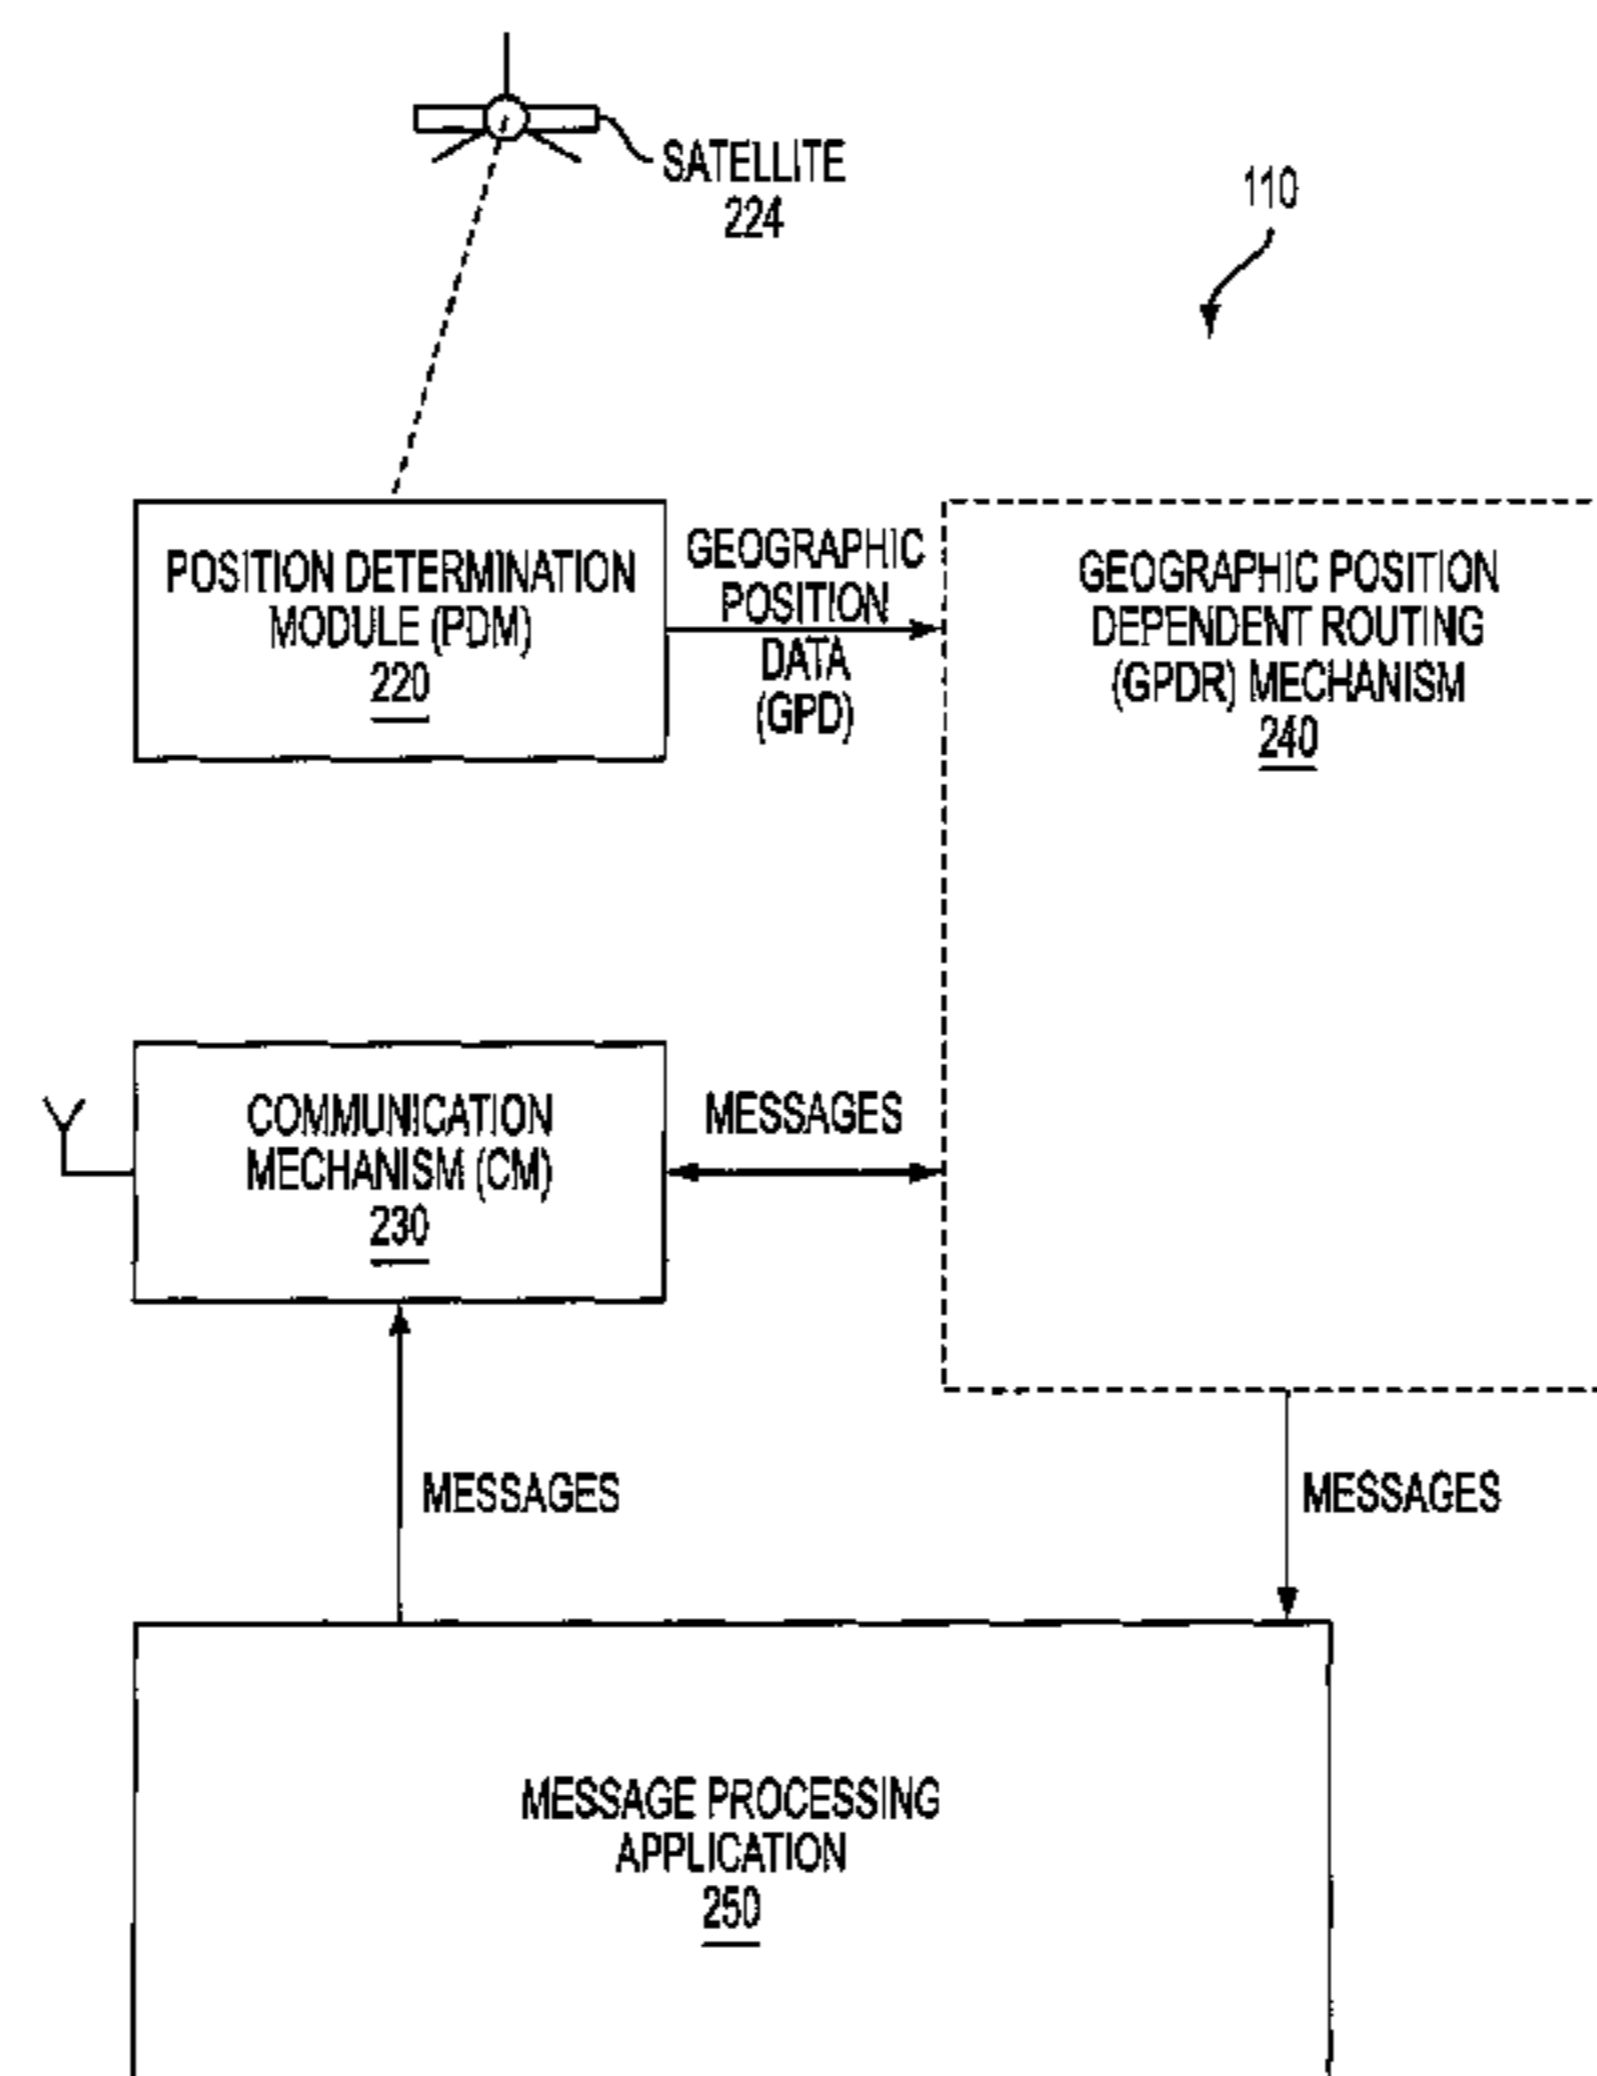 SATELLITE
224
110
POSITION DETERMINATION
MODULE (PDM)
220
GEOGRAPHIC
POSITION
DATA
(GPD)
GEOGRAPHIC POSITION
DEPENDENT ROUTING
(GPDR) MECHANISM
240
COMMUNICATION
MECHANISM (CM)
230
MESSAGES
MESSAGES
MESSAGES
MESSAGE PROCESSING
APPLICATION
250